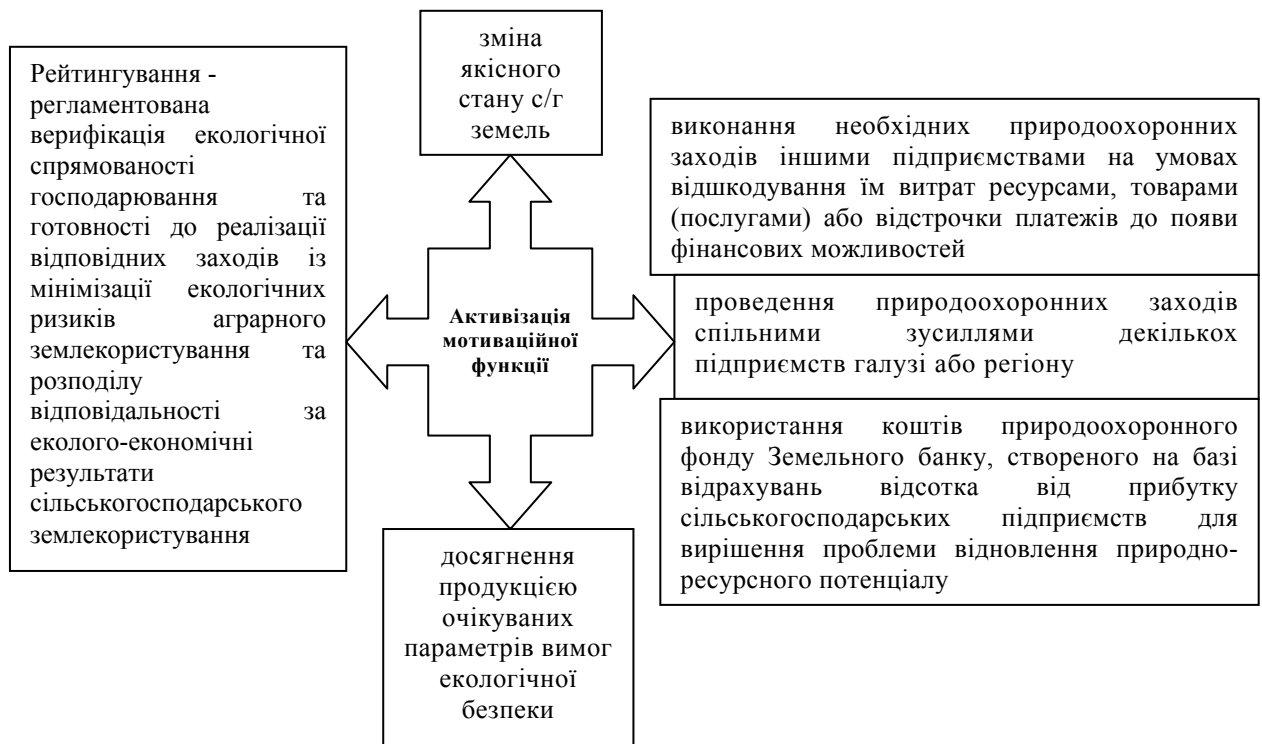 зміна
якісного
стану с/г
земель
Рейтингування -
регламентована
верифікація екологічної
спрямованості
господарювання та
готовності до реалізації
відповідних заходів із
мінімізації екологічних
ризиків аграрного
землекористування та
розподілу
відповідальності за
еколого-економічні
результати
сільськогосподарського
землекористування
Активізація
мотиваційної
функції
виконання необхідних природоохоронних
заходів іншими підприємствами на умовах
відшкодування їм витрат ресурсами, товарами
(послугами) або відстрочки платежів до появи
фінансових можливостей
проведення природоохоронних заходів
спільними зусиллями декількох
підприємств галузі або регіону
використання коштів природоохоронного
фонду Земельного банку, створеного на базі
відрахувань відсотка від прибутку
сільськогосподарських підприємств для
вирішення проблеми відновлення природно-
ресурсного потенціалу
досягнення
продукцією
очікуваних
параметрів вимог
екологічної
безпеки